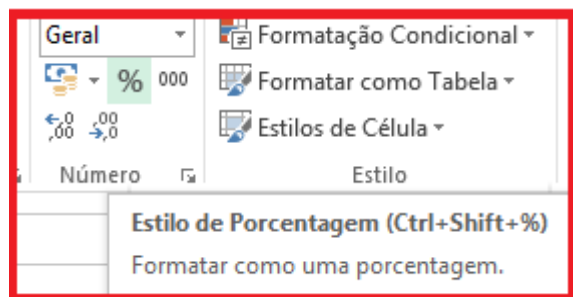 Geral
Formatação Condicional
% 000
Formatar como Tabela
,00 ,00 ,0
Estilos de Célula
Número
Estilo
Estilo de Porcentagem (Ctrl+Shift+%)
Formatar como uma porcentagem.